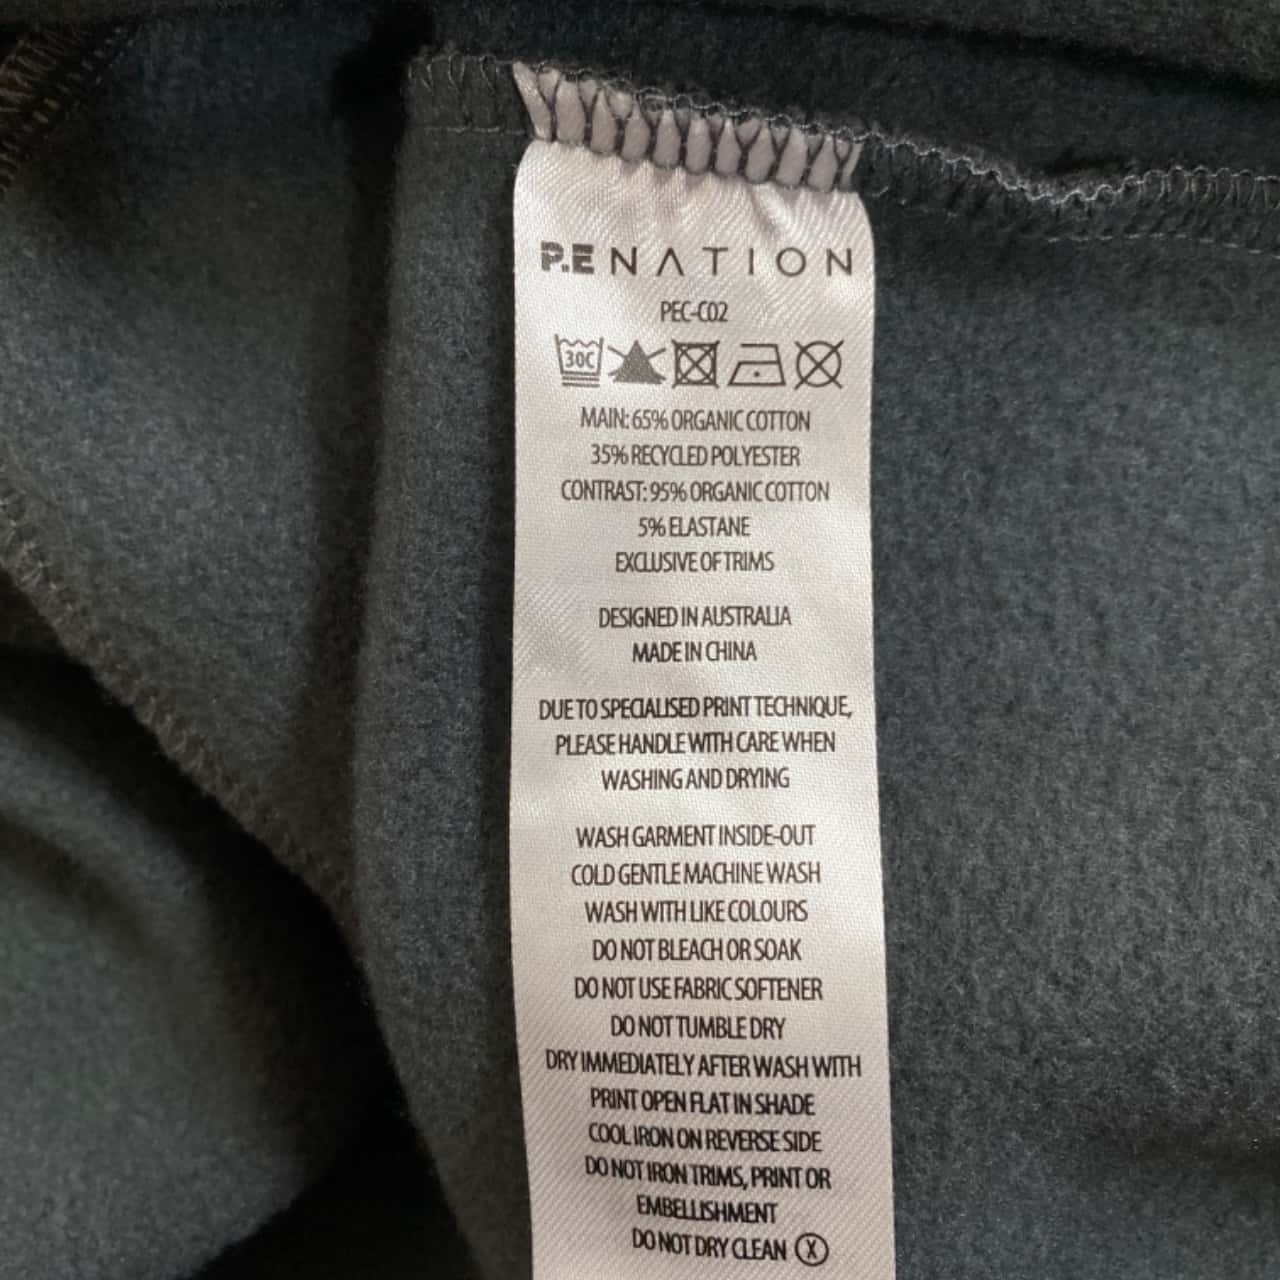 P.E NATION
PEC-C02
30C
MAIN: 65% ORGANIC COTTON
35% RECYCLED POLYESTER
CONTRAST: 95% ORGANIC COTTON
5% ELASTANE
EXCLUSIVE OF TRIMS
DESIGNED IN AUSTRALIA
MADE IN CHINA
DUE TO SPECIALISED PRINT TECHNIQUE,
PLEASE HANDLE WITH CARE WHEN
WASHING AND DRYING
WASH GARMENT INSIDE-OUT
COLD GENTLE MACHINE WASH
WASH WITH LIKE COLOURS
DO NOT BLEACH OR SOAK
DO NOT USE FABRIC SOFTENER
DO NOT TUMBLE DRY
DRY IMMEDIATELY AFTER WASH WITH
PRINT OPEN FLAT IN SHADE
COOL IRON ON REVERSE SIDE
DO NOT IRON TRIMS, PRINT OR
EMBELLISHMENT
DO NOT DRY CLEAN X